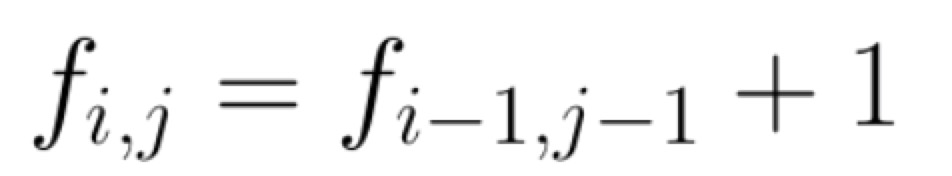 f_{i,j} = f_{i-1,j-1} + 1